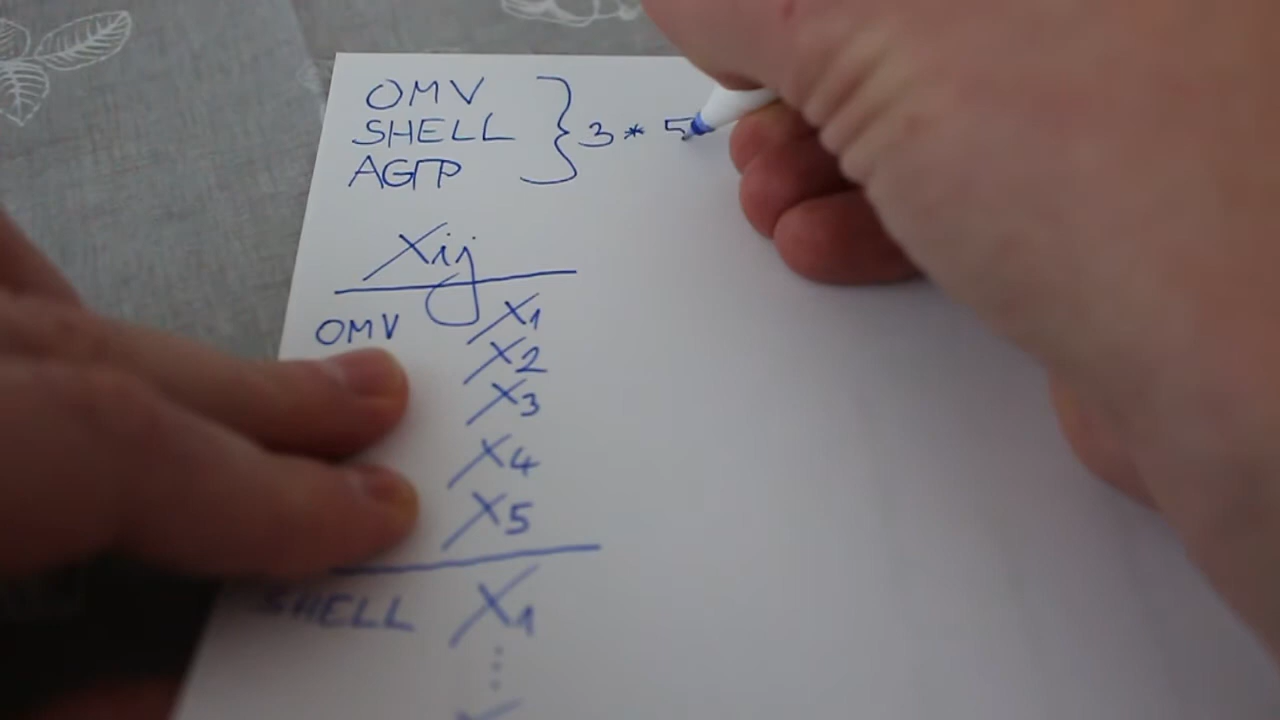 OMV
SHELL } 3 * 5
AGIP
Xij
OMV X1
X2
X3
X4
X5
SHELL X1
⋮